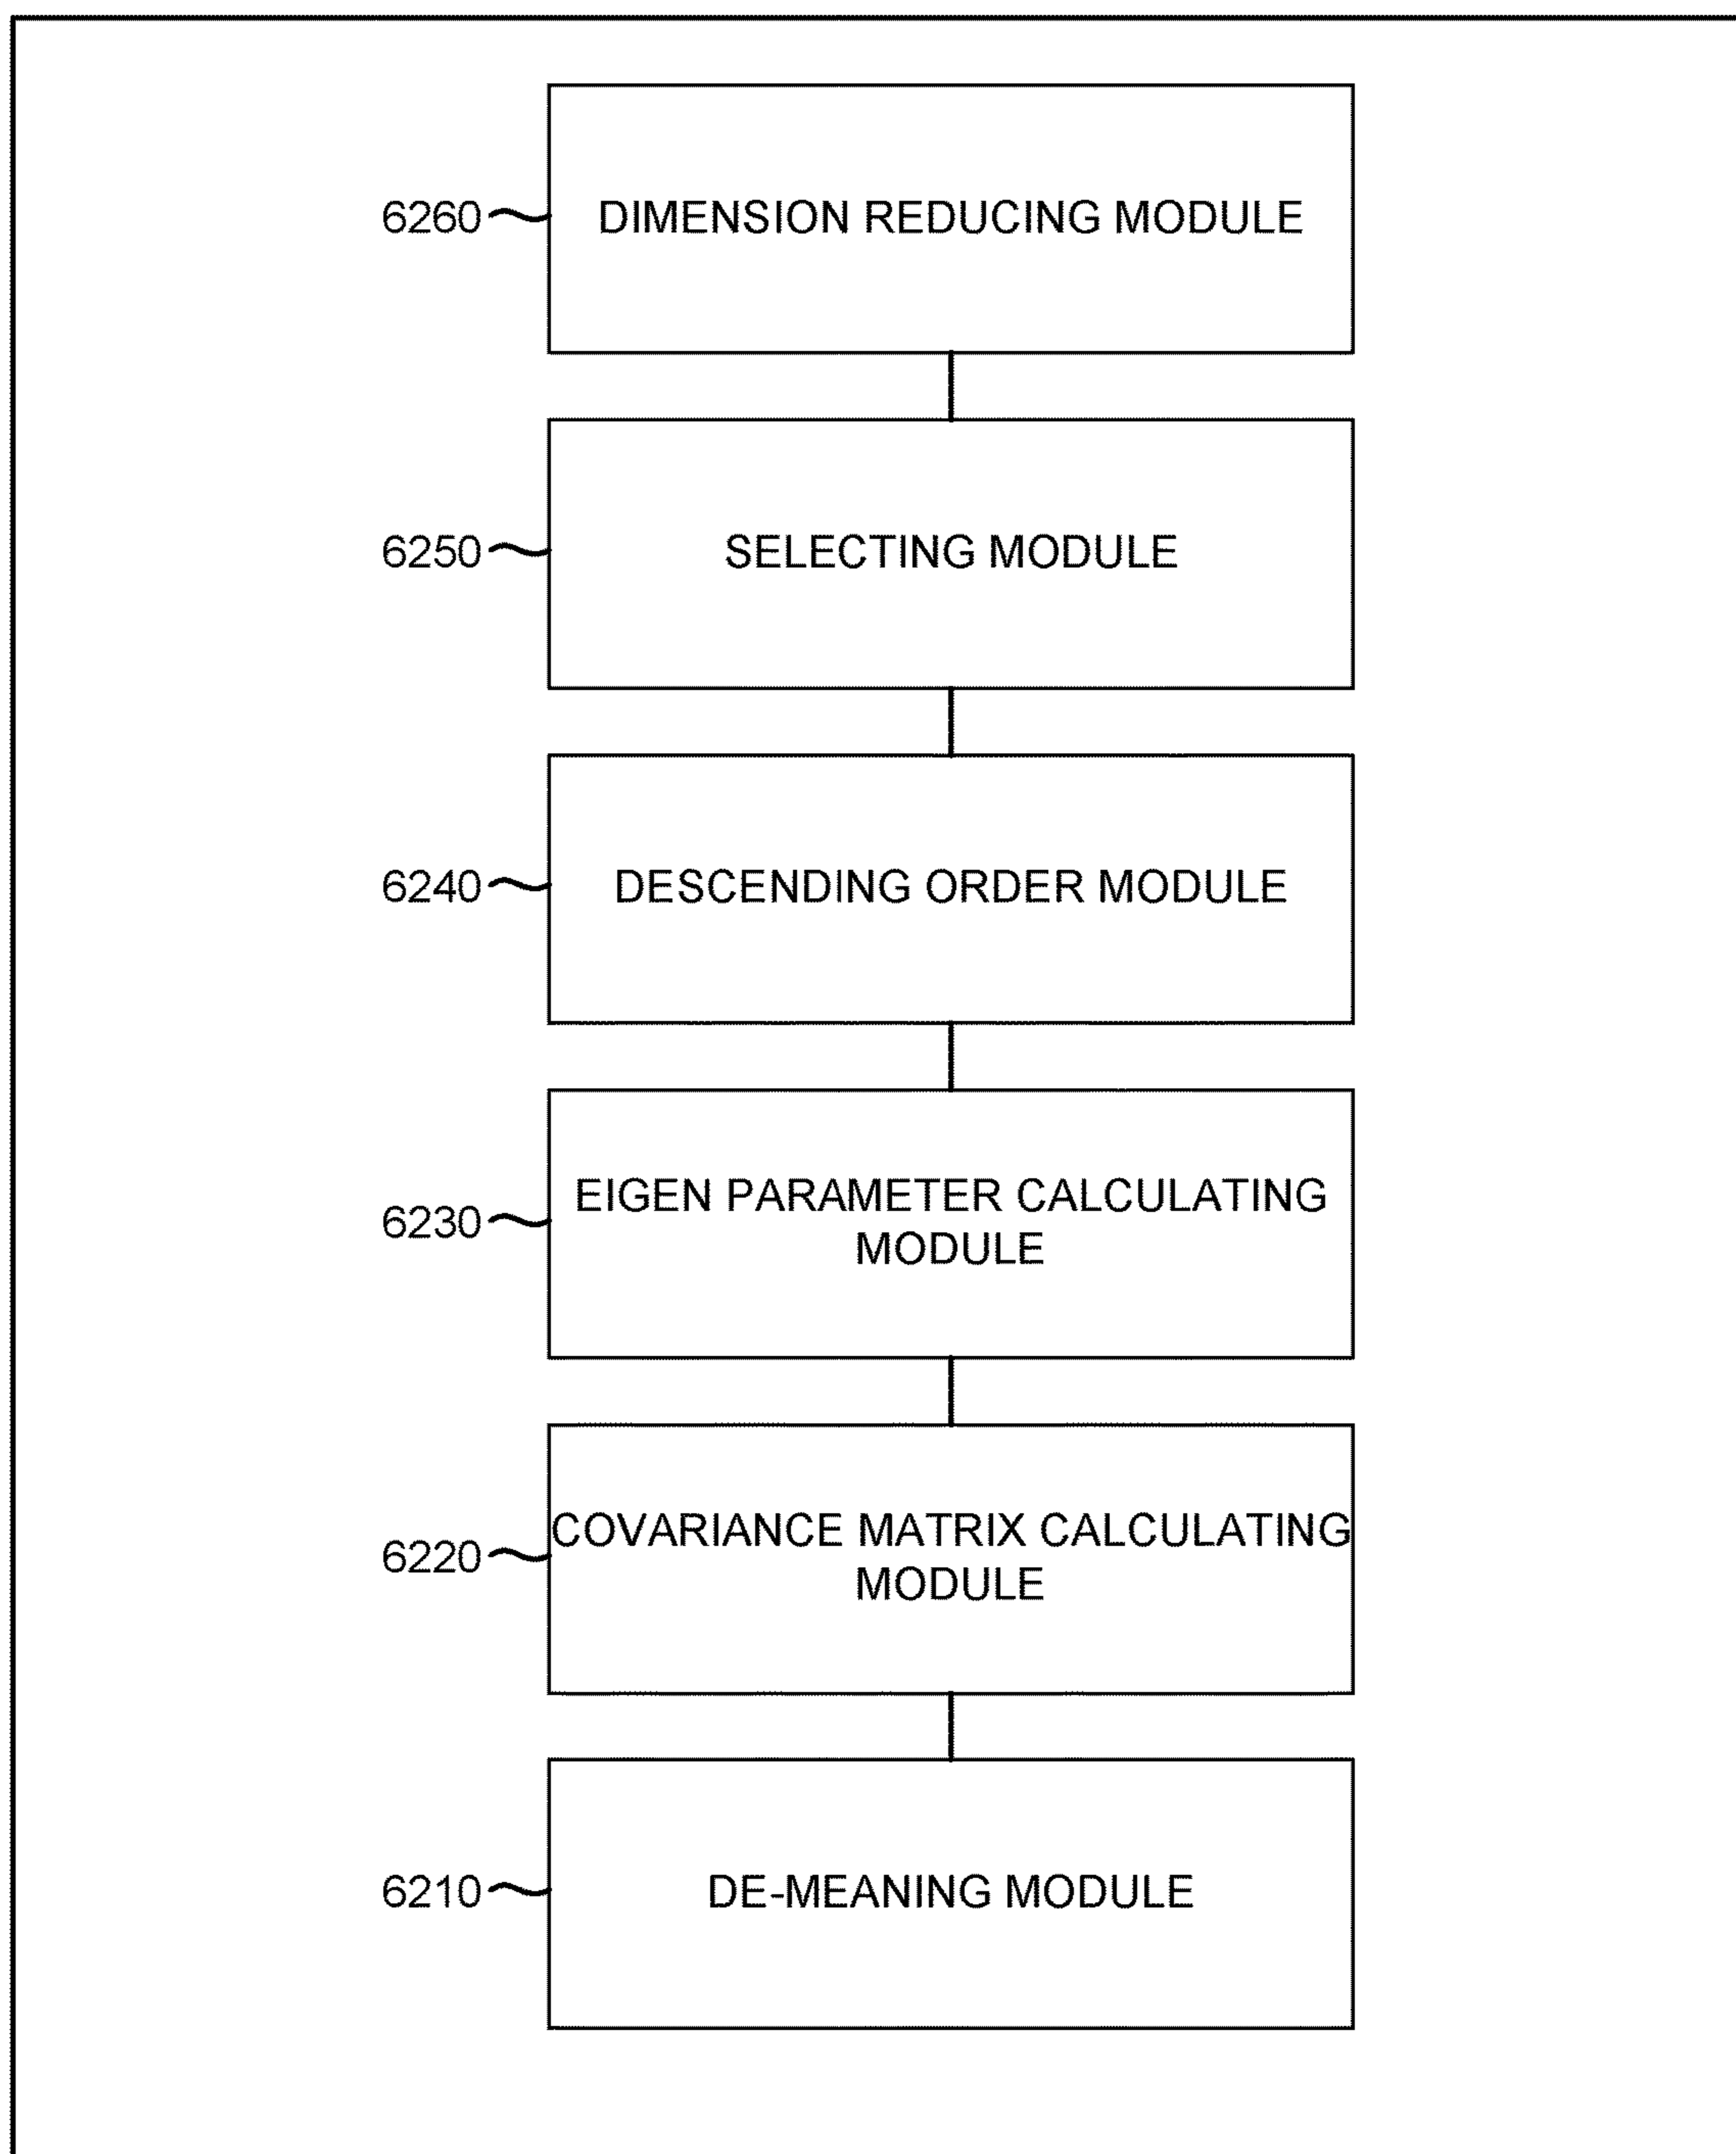 6260
DIMENSION REDUCING MODULE
6250
SELECTING MODULE
6240
DESCENDING ORDER MODULE
6230
EIGEN PARAMETER CALCULATING
MODULE
6220
COVARIANCE MATRIX CALCULATING
MODULE
6210
DE-MEANING MODULE